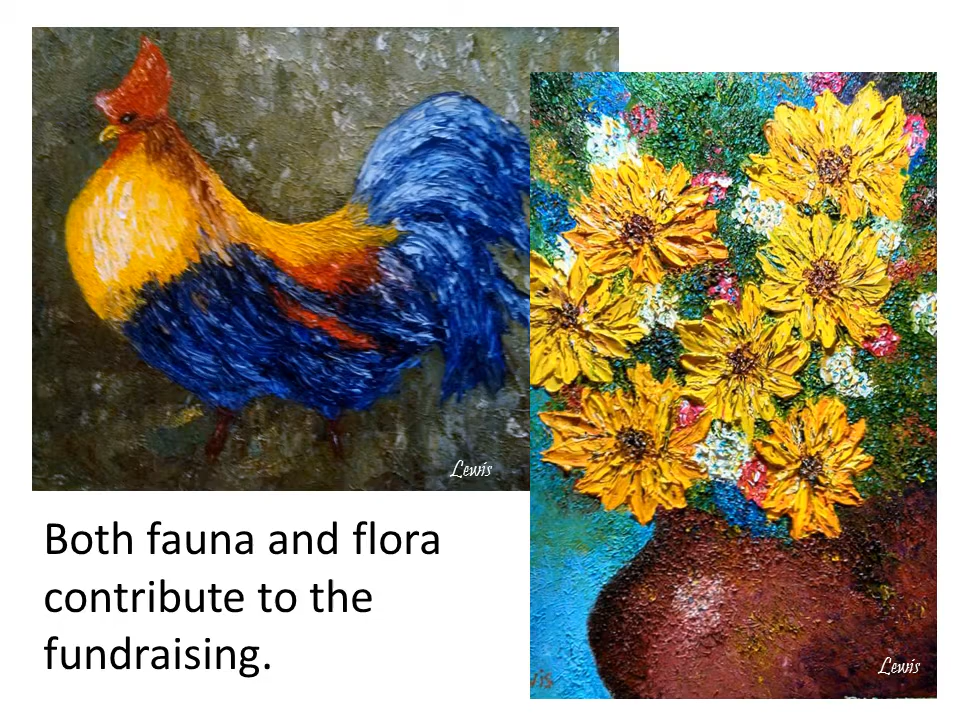 Lewis
Both fauna and flora
contribute to the
fundraising.
Lewis